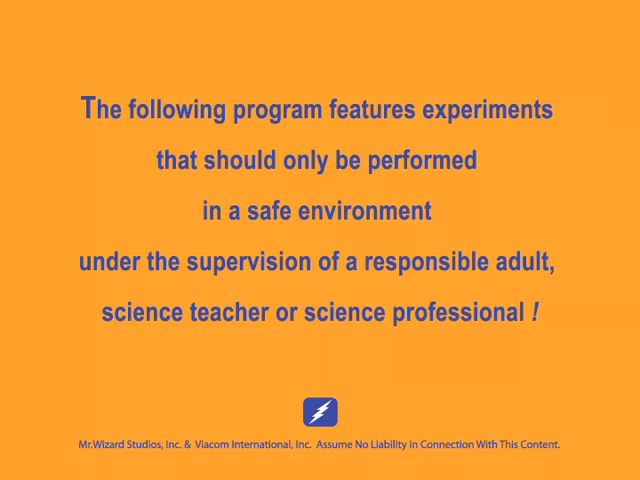 The following program features experiments
that should only be performed
in a safe environment
under the supervision of a responsible adult,
science teacher or science professional !
Mr.Wizard Studios, Inc. & Viacom International, Inc. Assume No Liability In Connection With This Content.